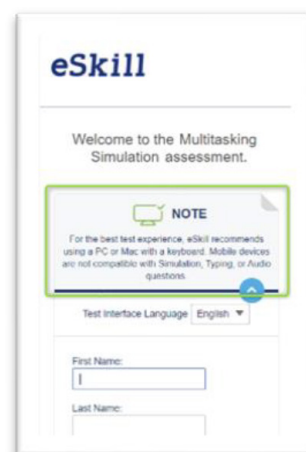 eSkill
Welcome to the Multitasking
Simulation assessment.
NOTE
For the best test experience, eSkill recommends
using a PC or Mac with a keyboard. Mobile devices
are not compatible with Simulation, Typing, or Audio
questions.
Test Interface Language English
First Name:
Last Name: